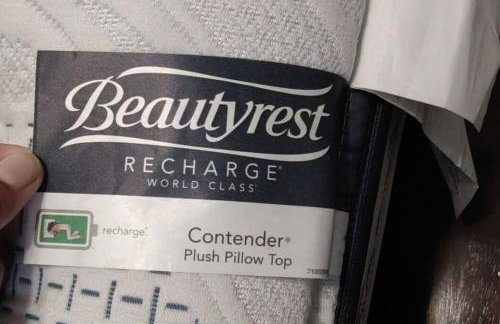 Beautyrest
RECHARGE®
WORLD CLASS®
recharge®
Contender®
Plush Pillow Top